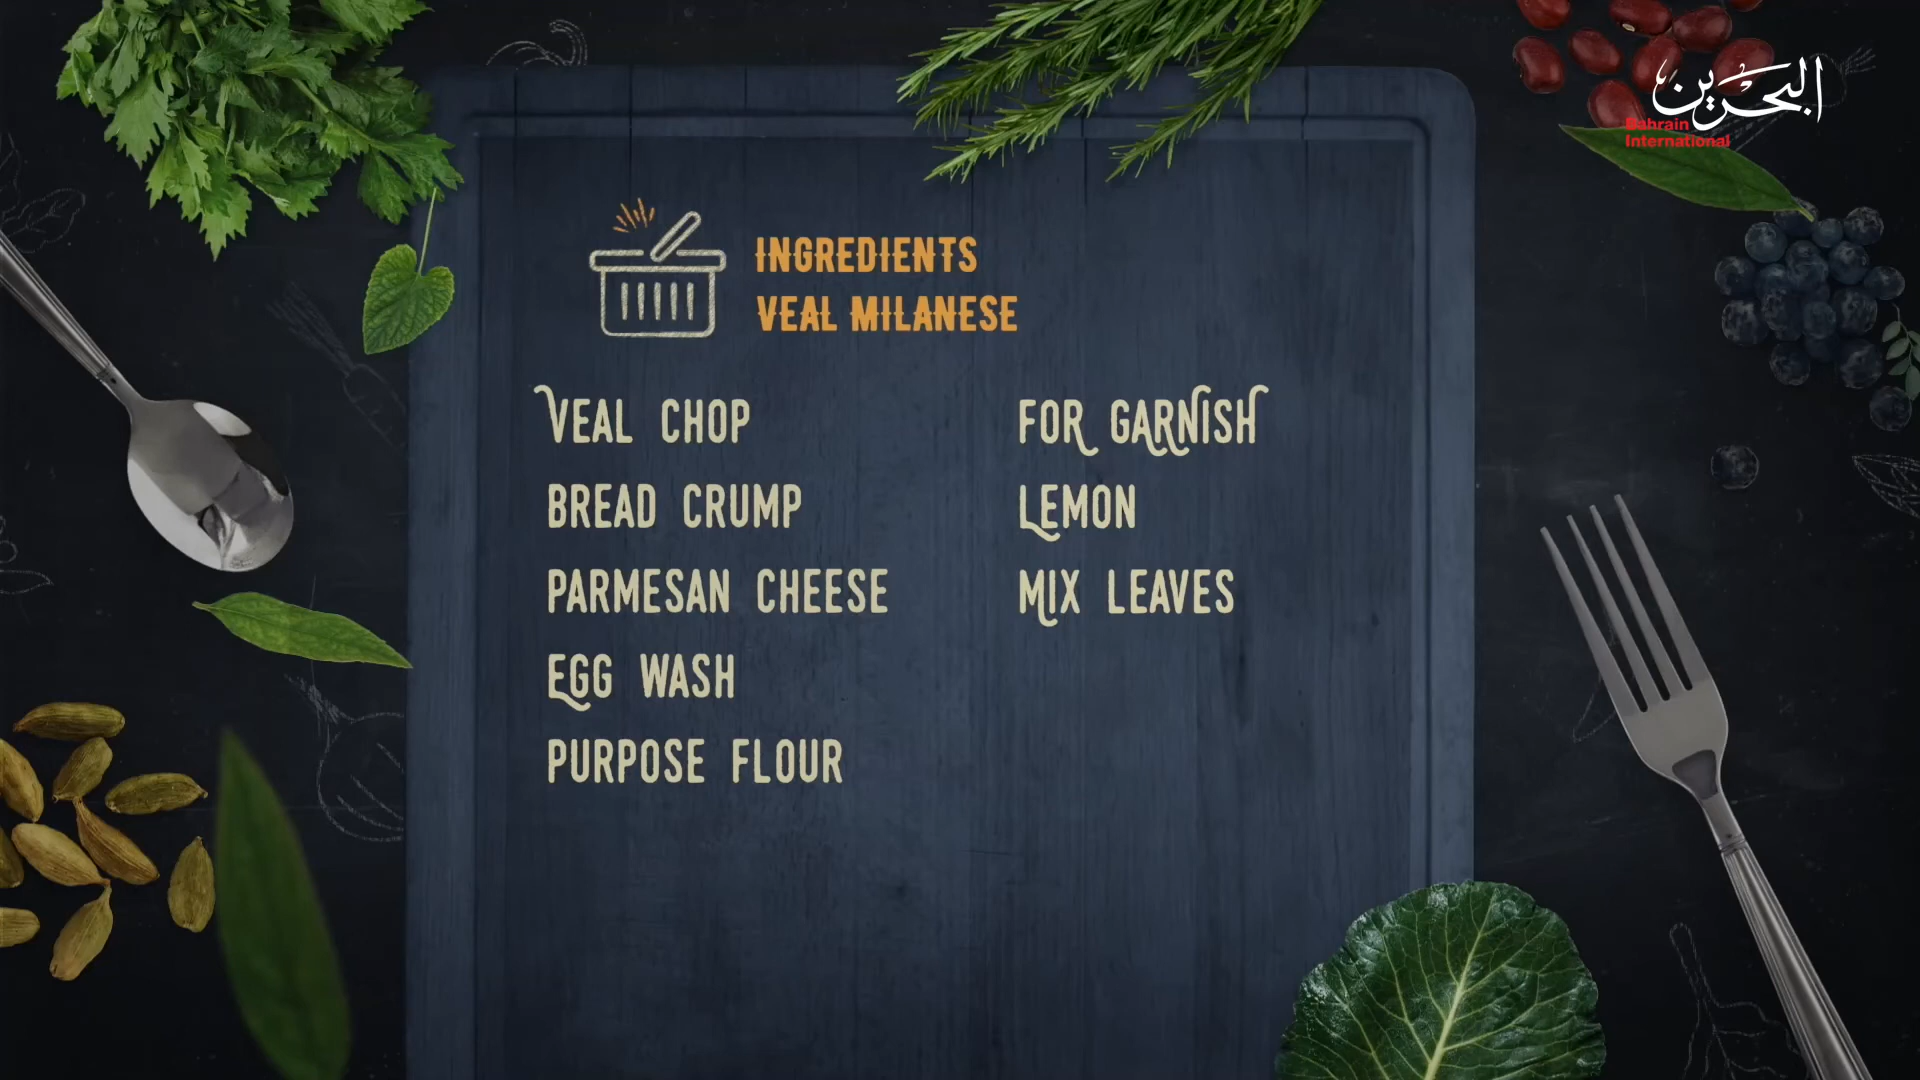 البحرين
Bahrain
International
INGREDIENTS
VEAL MILANESE
VEAL CHOP
BREAD CRUMP
PARMESAN CHEESE
EGG WASH
PURPOSE FLOUR
FOR GARNISH
LEMON
MIX LEAVES